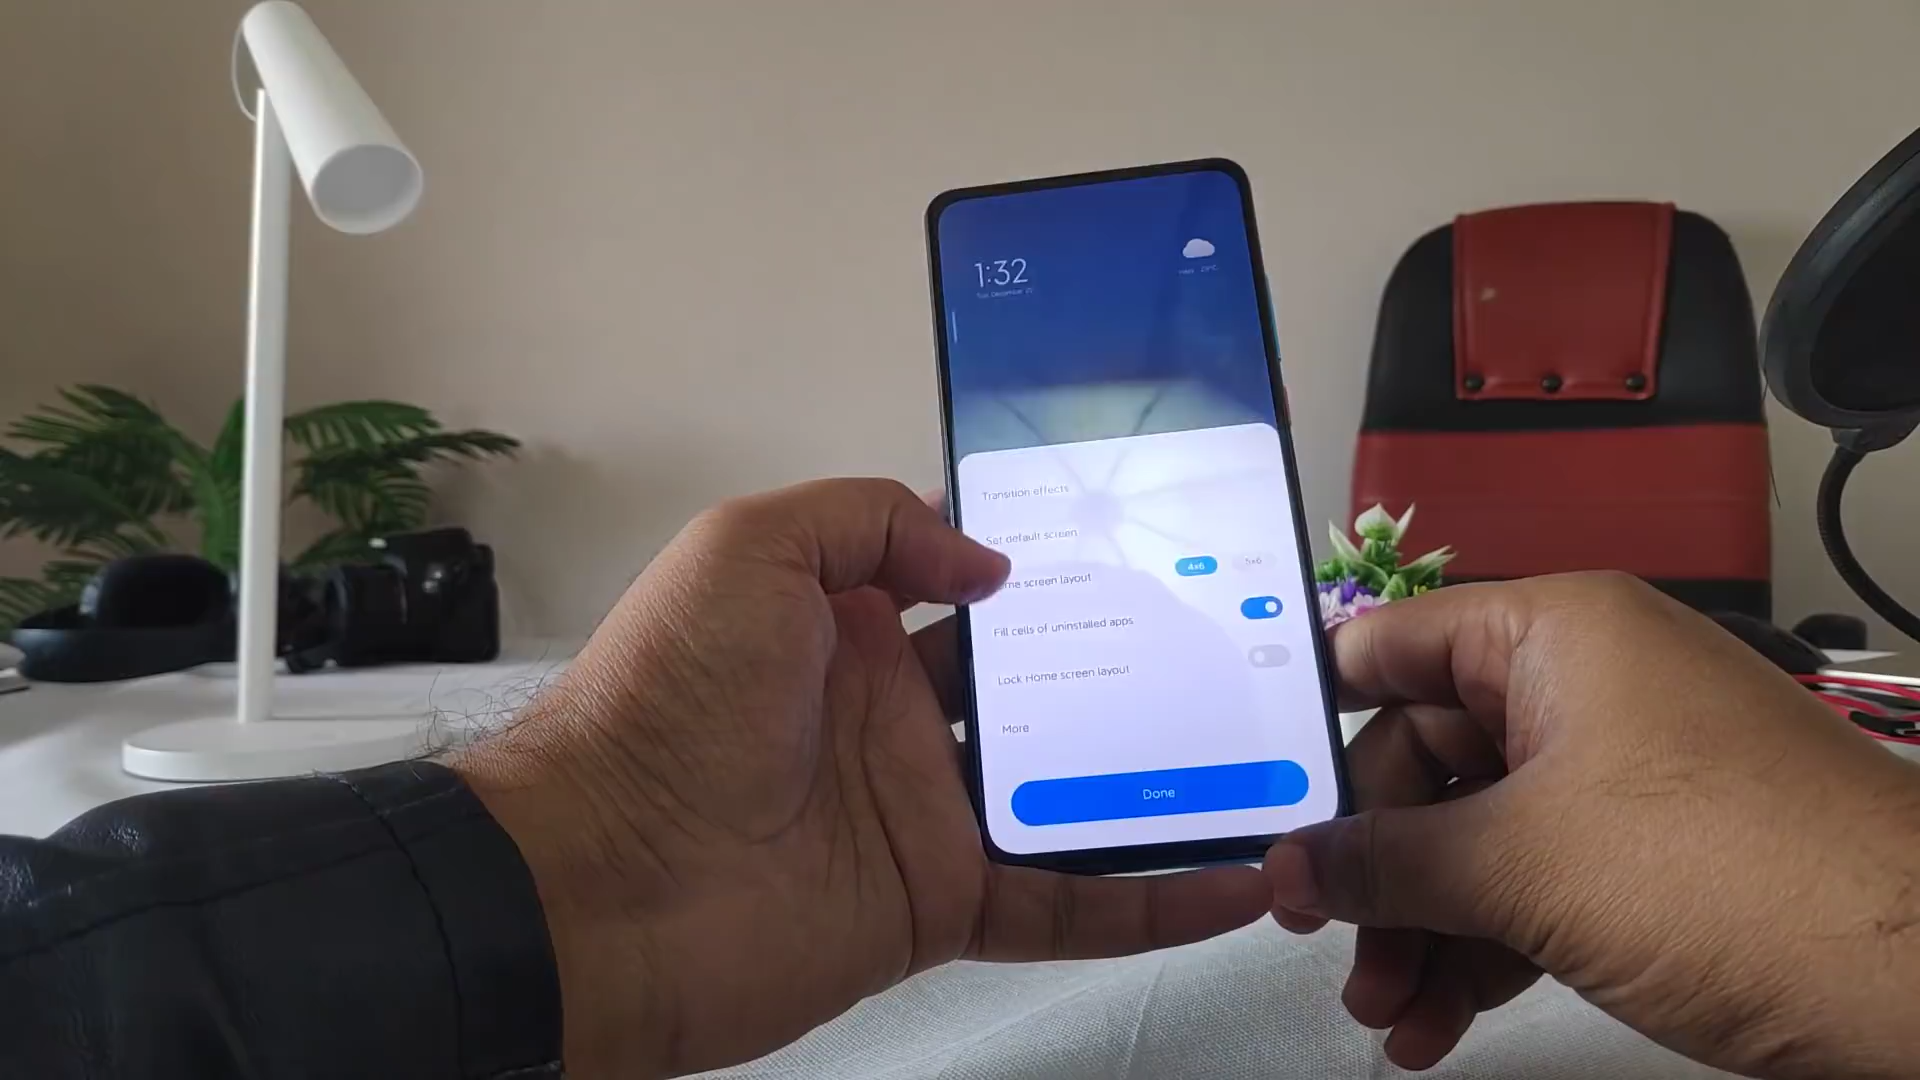 1:32
Transition effects
Set default screen
me screen layout
4x6
5x6
Fill cells of uninstalled apps
Lock Home screen layout
More
Done